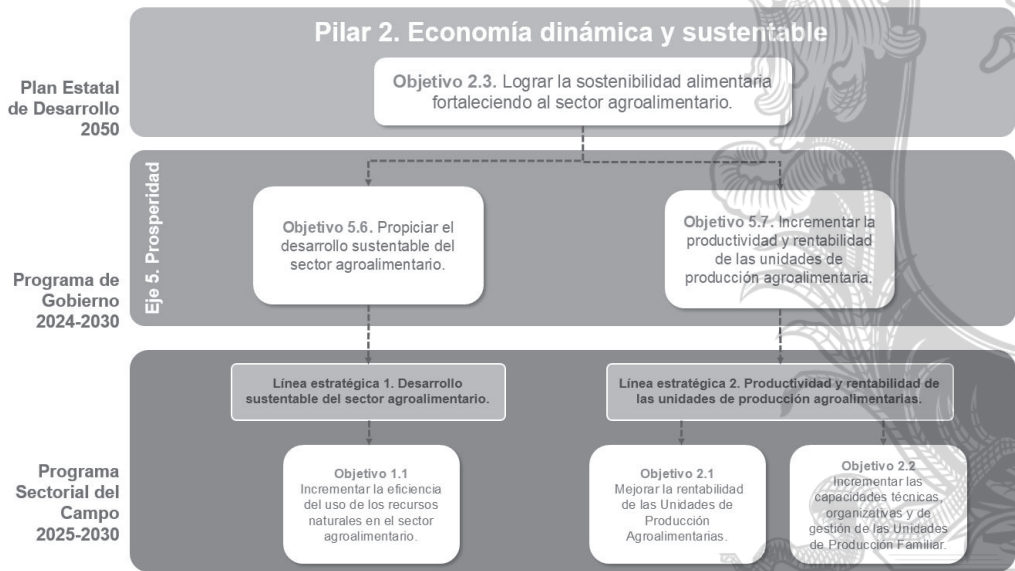 Pilar 2. Economía dinámica y sustentable
Plan Estatal
de Desarrollo
2050
Objetivo 2.3. Lograr la sostenibilidad alimentaria
fortaleciendo al sector agroalimentario.
Programa de
Gobierno
2024-2030
Eje 5. Prosperidad
Objetivo 5.6. Propiciar el
desarrollo sustentable del
sector agroalimentario.
Objetivo 5.7. Incrementar la
productividad y rentabilidad
de las unidades de
producción agroalimentaria.
Programa
Sectorial del
Campo
2025-2030
Línea estratégica 1. Desarrollo
sustentable del sector agroalimentario.
Línea estratégica 2. Productividad y rentabilidad de
las unidades de producción agroalimentarias.
Objetivo 1.1
Incrementar la eficiencia
del uso de los recursos
naturales en el sector
agroalimentario.
Objetivo 2.1
Mejorar la rentabilidad
de las Unidades de
Producción
Agroalimentarias.
Objetivo 2.2
Incrementar las
capacidades técnicas,
organizativas y de
gestión de las Unidades
de Producción Familiar.